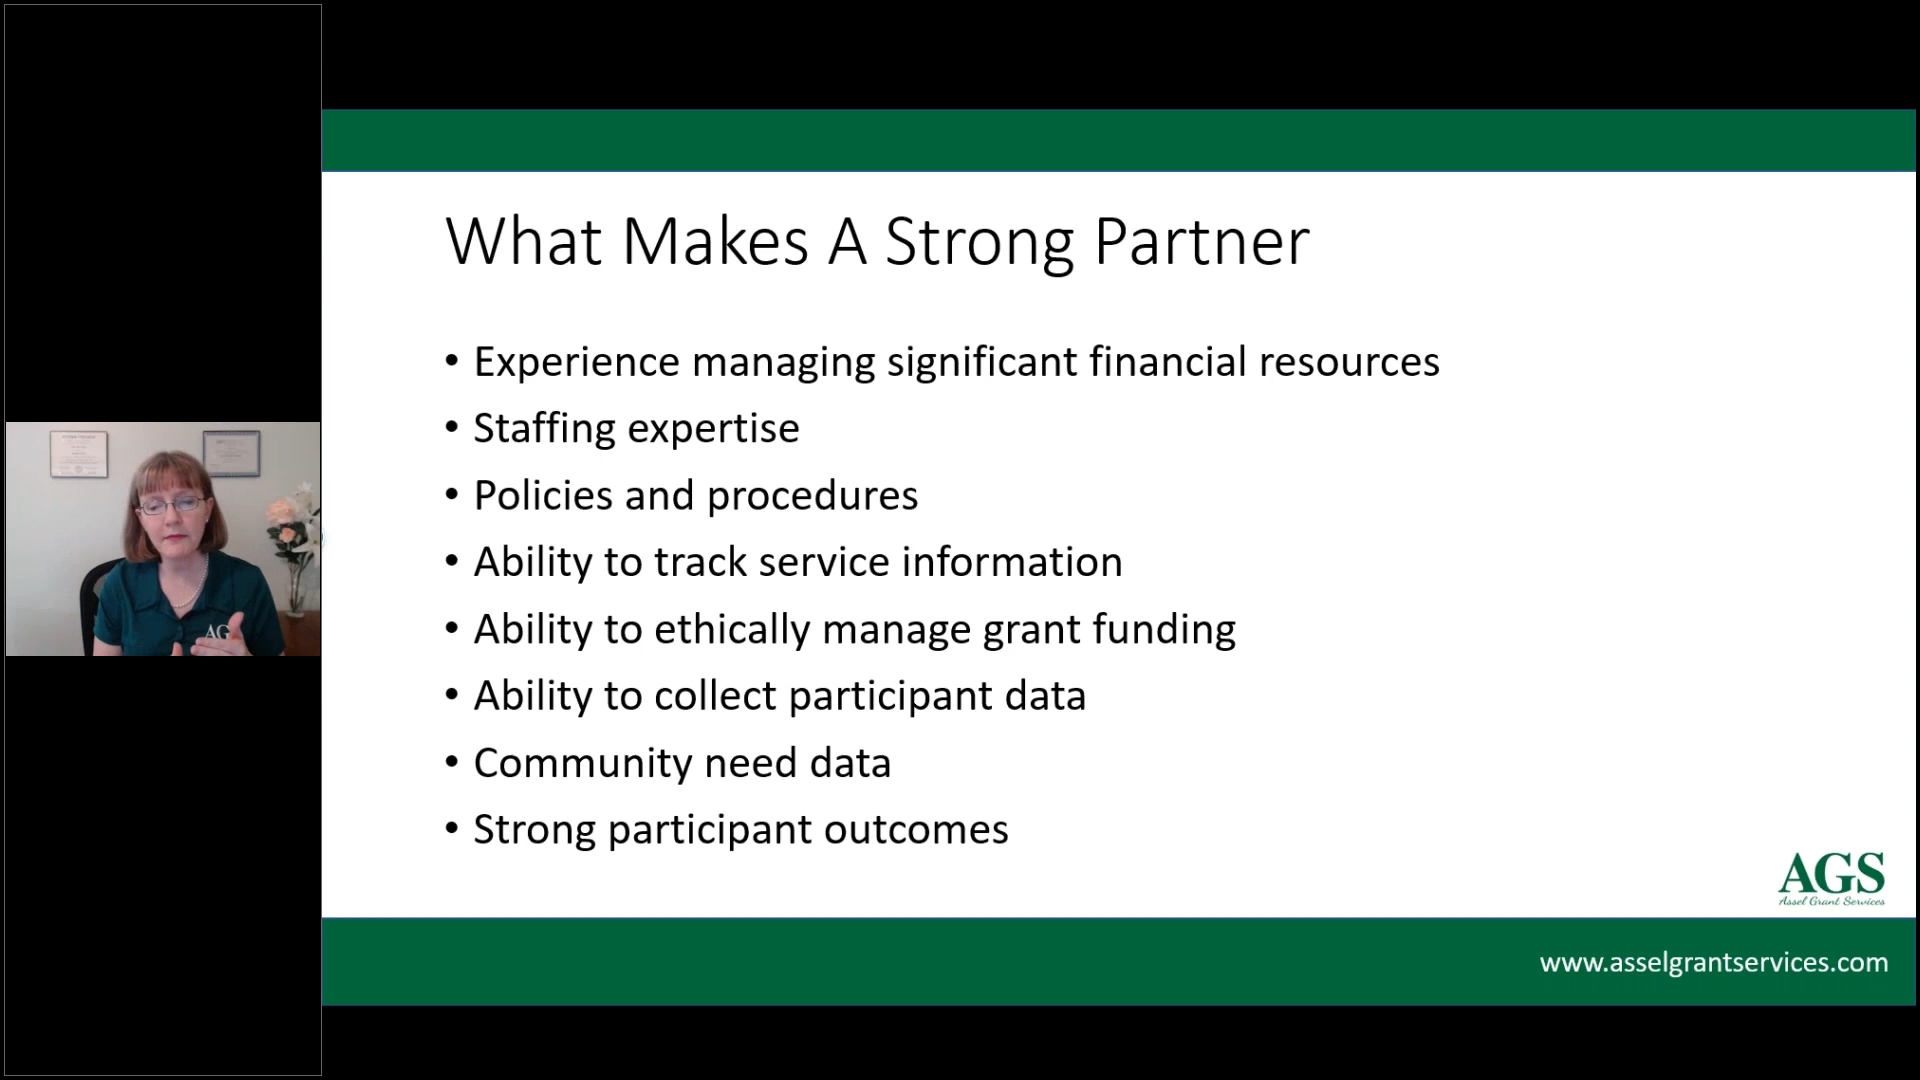 What Makes A Strong Partner
• Experience managing significant financial resources
• Staffing expertise
• Policies and procedures
• Ability to track service information
• Ability to ethically manage grant funding
• Ability to collect participant data
• Community need data
• Strong participant outcomes
AGS
Assel Grant Services
www.asselgrantservices.com
AG